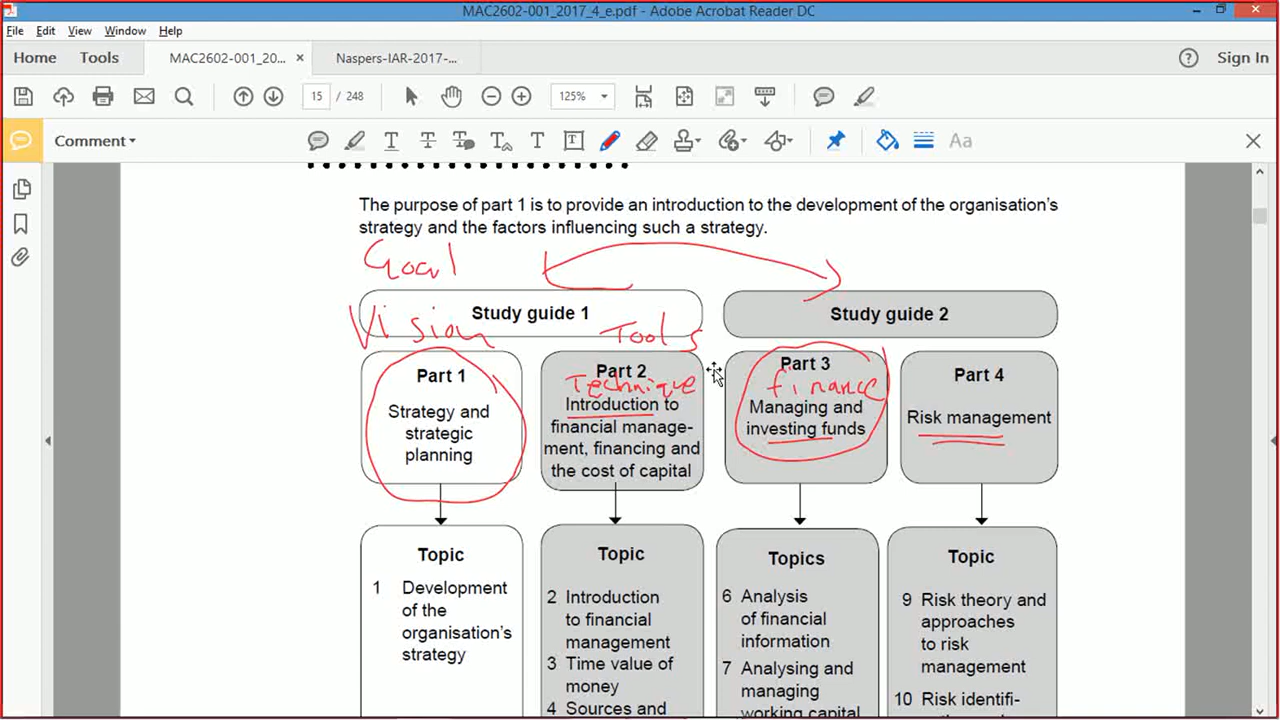 MAC2602-001_2017_4_e.pdf - Adobe Acrobat Reader DC
File Edit View Window Help
Home Tools MAC2602-001_20... × Naspers-IAR-2017-... Sign In
15 / 248 125%
Comment
The purpose of part 1 is to provide an introduction to the development of the organisation's
strategy and the factors influencing such a strategy.
Goal
Study guide 1
Study guide 2
Vision
Tools
Part 1
Strategy and
strategic
planning
Part 2
Technique
Introduction to
financial manage-
ment, financing and
the cost of capital
Part 3
finance
Managing and
investing funds
Part 4
Risk management
Topic
1 Development
of the
organisation's
strategy
Topic
2 Introduction
to financial
management
3 Time value of
money
4 Sources and
Topics
6 Analysis
of financial
information
7 Analysing and
managing
working capital
Topic
9 Risk theory and
approaches
to risk
management
10 Risk identifi-